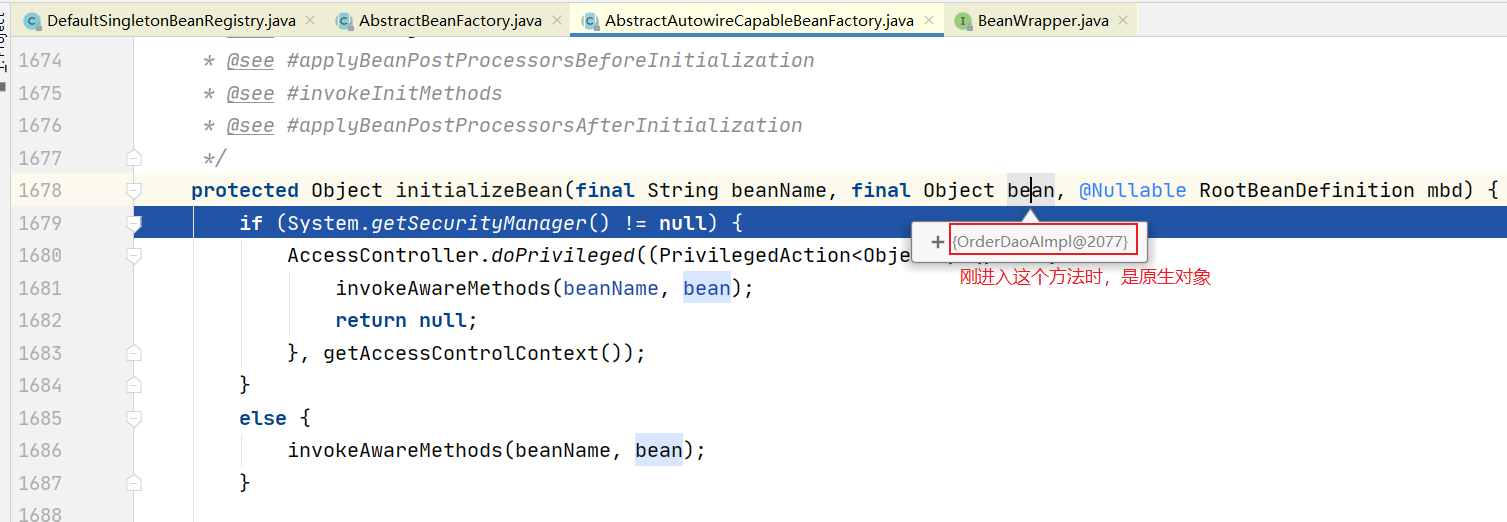 DefaultSingletonBeanRegistry.java × AbstractBeanFactory.java × AbstractAutowireCapableBeanFactory.java × BeanWrapper.java ×
1674 * @see #applyBeanPostProcessorsBeforeInitialization
1675 * @see #invokeInitMethods
1676 * @see #applyBeanPostProcessorsAfterInitialization
1677 */
1678 protected Object initializeBean(final String beanName, final Object bean, @Nullable RootBeanDefinition mbd) {
1679 if (System.getSecurityManager() != null) {
+ {OrderDaoAImpl@2077}
1680 AccessController.doPrivileged((PrivilegedAction<Obje
刚进入这个方法时，是原生对象
1681 invokeAwareMethods(beanName, bean);
1682 return null;
1683 }, getAccessControlContext());
1684 }
1685 else {
1686 invokeAwareMethods(beanName, bean);
1687 }
1688